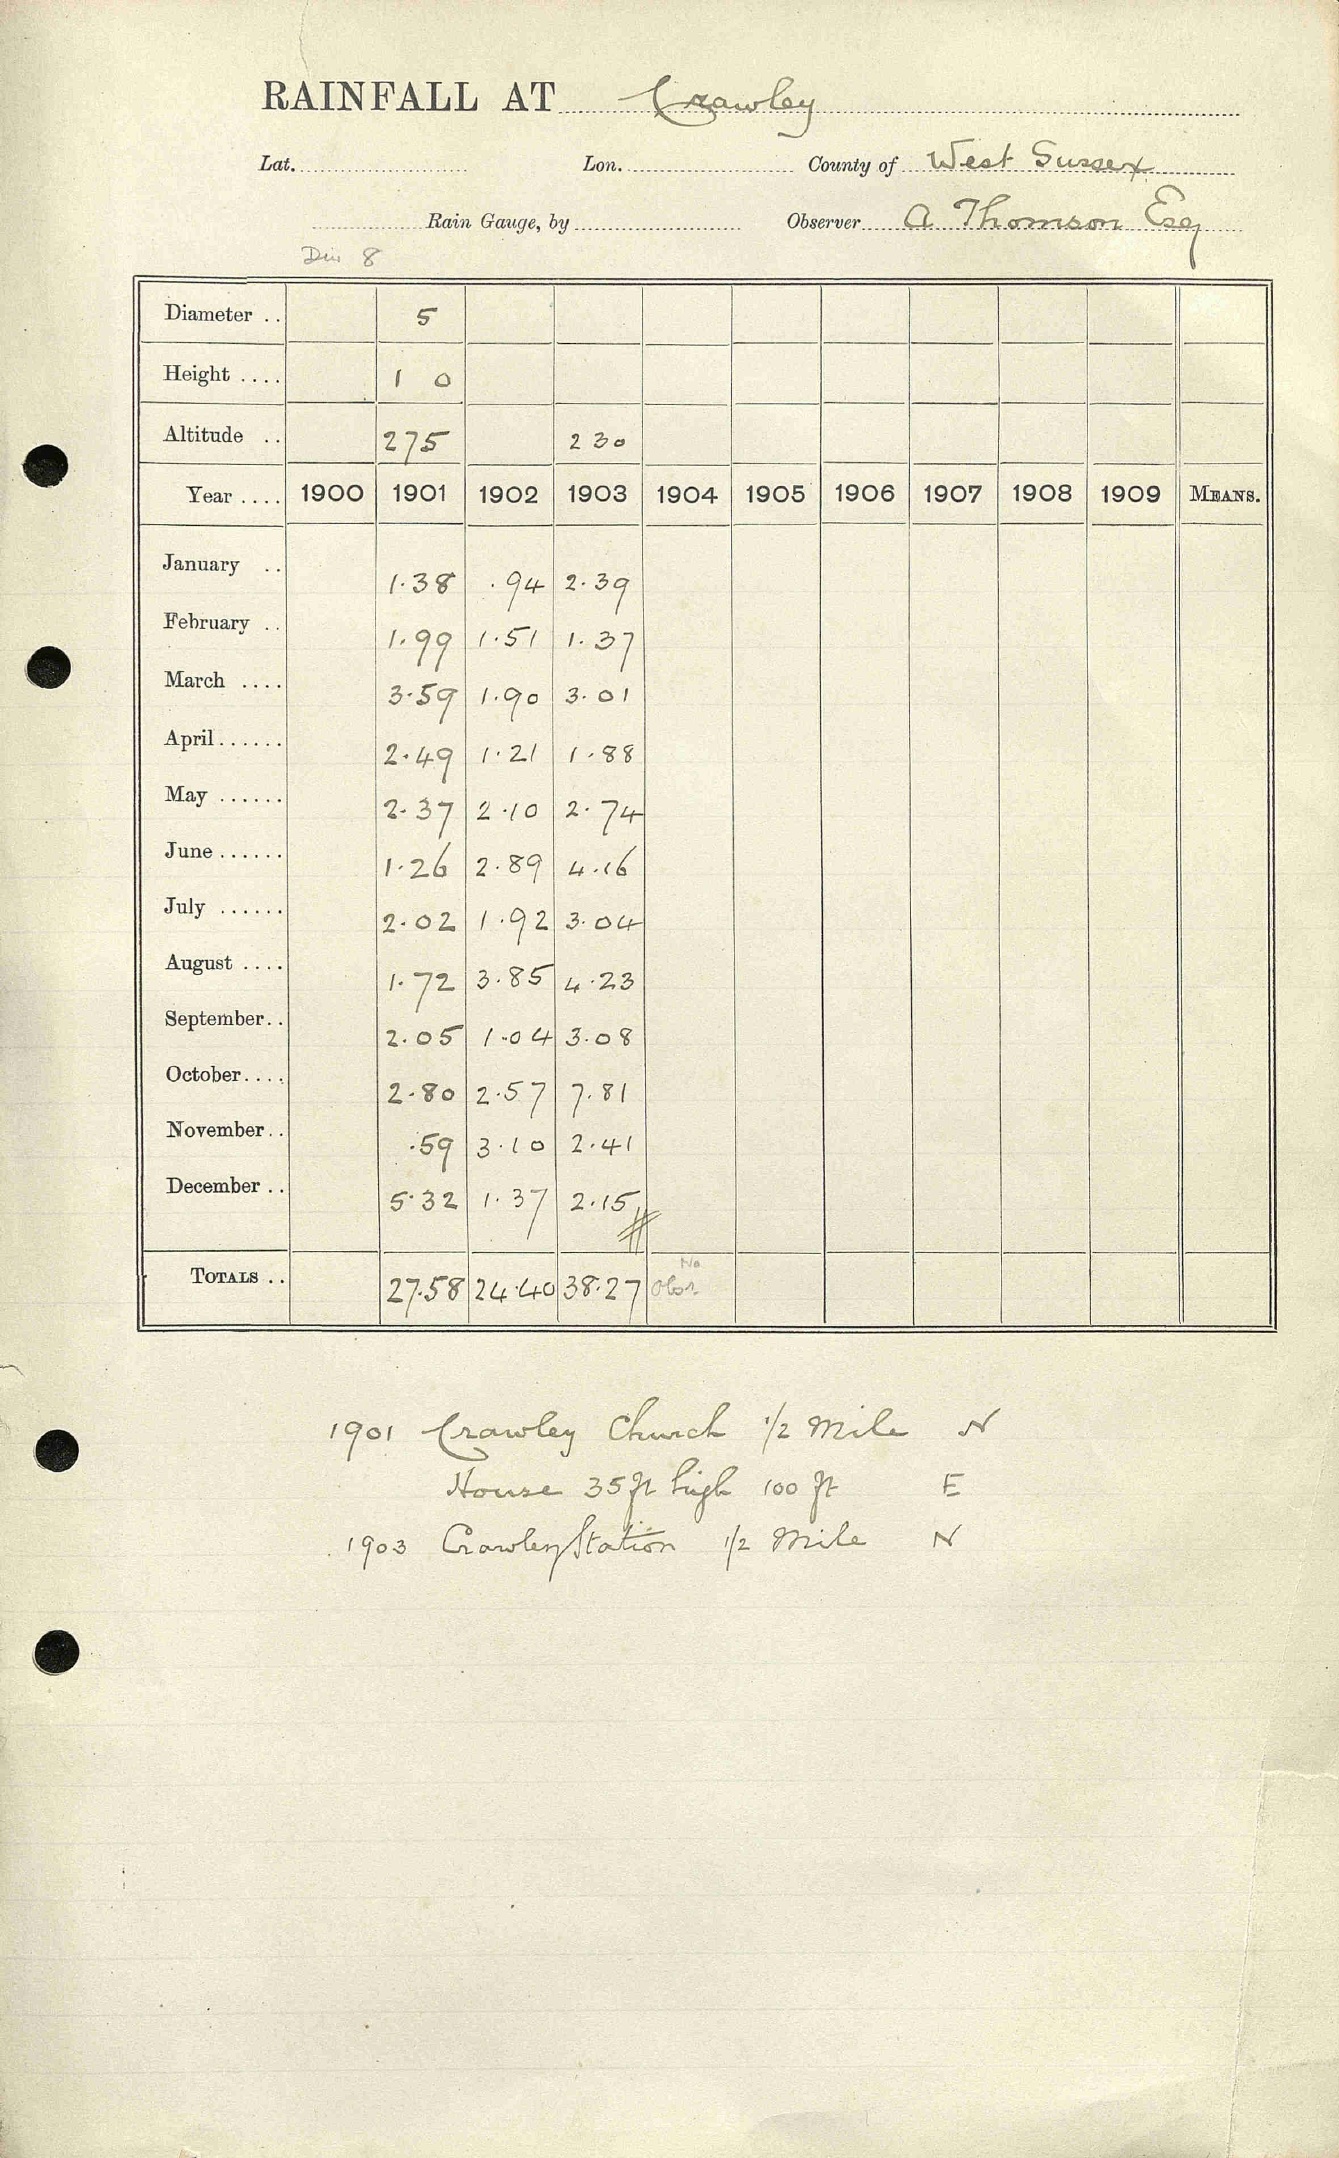 RAINFALL AT Crawley
Lat. Lon. County of West Sussex
Rain Gauge, by Observer A Thomson Esq
Div 8
Diameter .. 5
Height .... 1 0
Altitude .. 275 230
Year .... 1900 1901 1902 1903 1904 1905 1906 1907 1908 1909 MEANS.
January .. 1.38 .94 2.39
February .. 1.99 1.51 1.37
March .... 3.59 1.90 3.01
April...... 2.49 1.21 1.88
May ...... 2.37 2.10 2.74
June...... 1.26 2.89 4.16
July ...... 2.02 1.92 3.04
August .... 1.72 3.85 4.23
September.. 2.05 1.04 3.08
October.... 2.80 2.57 7.81
November.. .59 3.10 2.41
December .. 5.32 1.37 2.15
TOTALS .. 27.58 24.40 38.27 No Obsr.
1901 Crawley Church 1/2 Mile N
House 35 ft high 100 ft E
1903 Crawley Station 1/2 Mile N